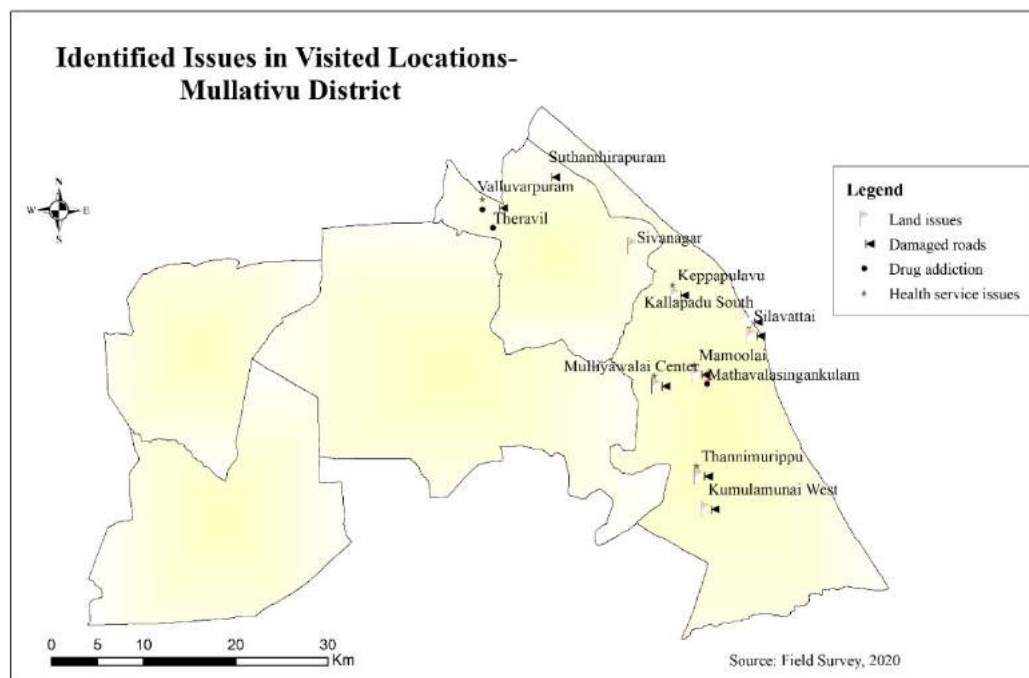 Identified Issues in Visited Locations-
Mullativu District
Suthanthirapuram
Valluvarpuram
Theravil
Sivanagar
Keppapulavu
Kallapadu South
Silavattai
Mamoolai
Mulliyawalai Center
Mathavalasingankulam
Thannimurippu
Kumulamunai West
N
W E
S
Legend
Land issues
Damaged roads
Drug addiction
Health service issues
0 5 10 20 30
Km
Source: Field Survey, 2020